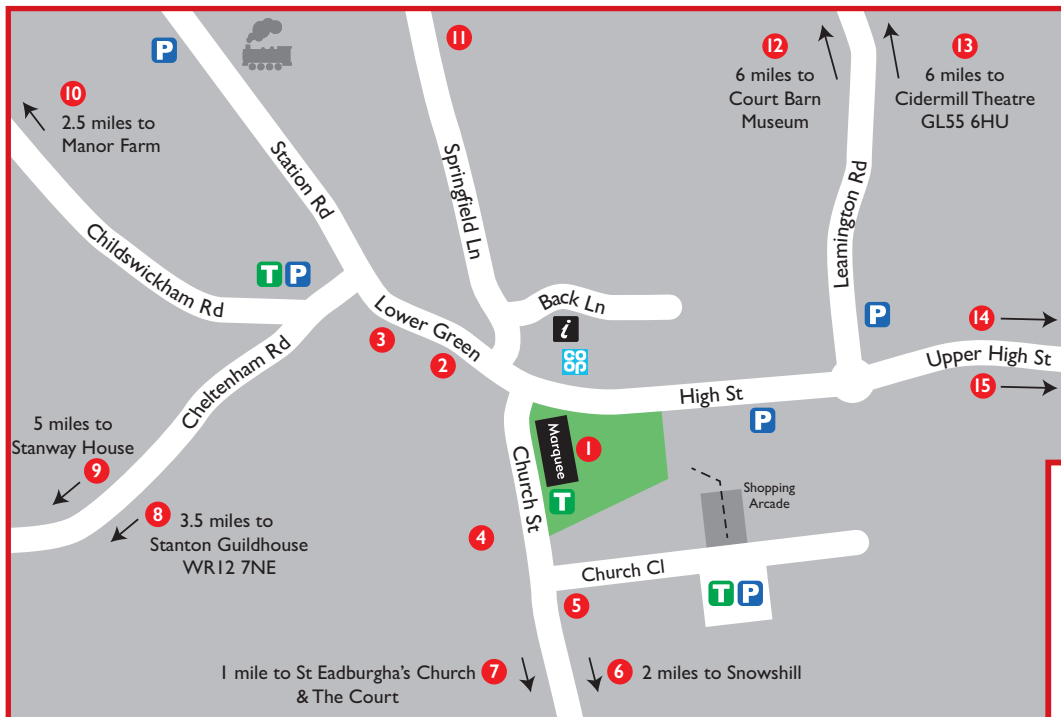 P
11
12
6 miles to
Court Barn
Museum
13
6 miles to
Cidermill Theatre
GL55 6HU
10
2.5 miles to
Manor Farm
Station Rd
Springfield Ln
Leamington Rd
Childswickham Rd
T P
Back Ln
i
co
op
P
14
Upper High St
15
Lower Green
3
2
Cheltenham Rd
High St
P
5 miles to
Stanway House
9
Marquee
1
T
Church St
4
Shopping
Arcade
8
3.5 miles to
Stanton Guildhouse
WR12 7NE
Church Cl
5
T P
1 mile to St Eadburgha's Church
& The Court
7
6
2 miles to Snowshill